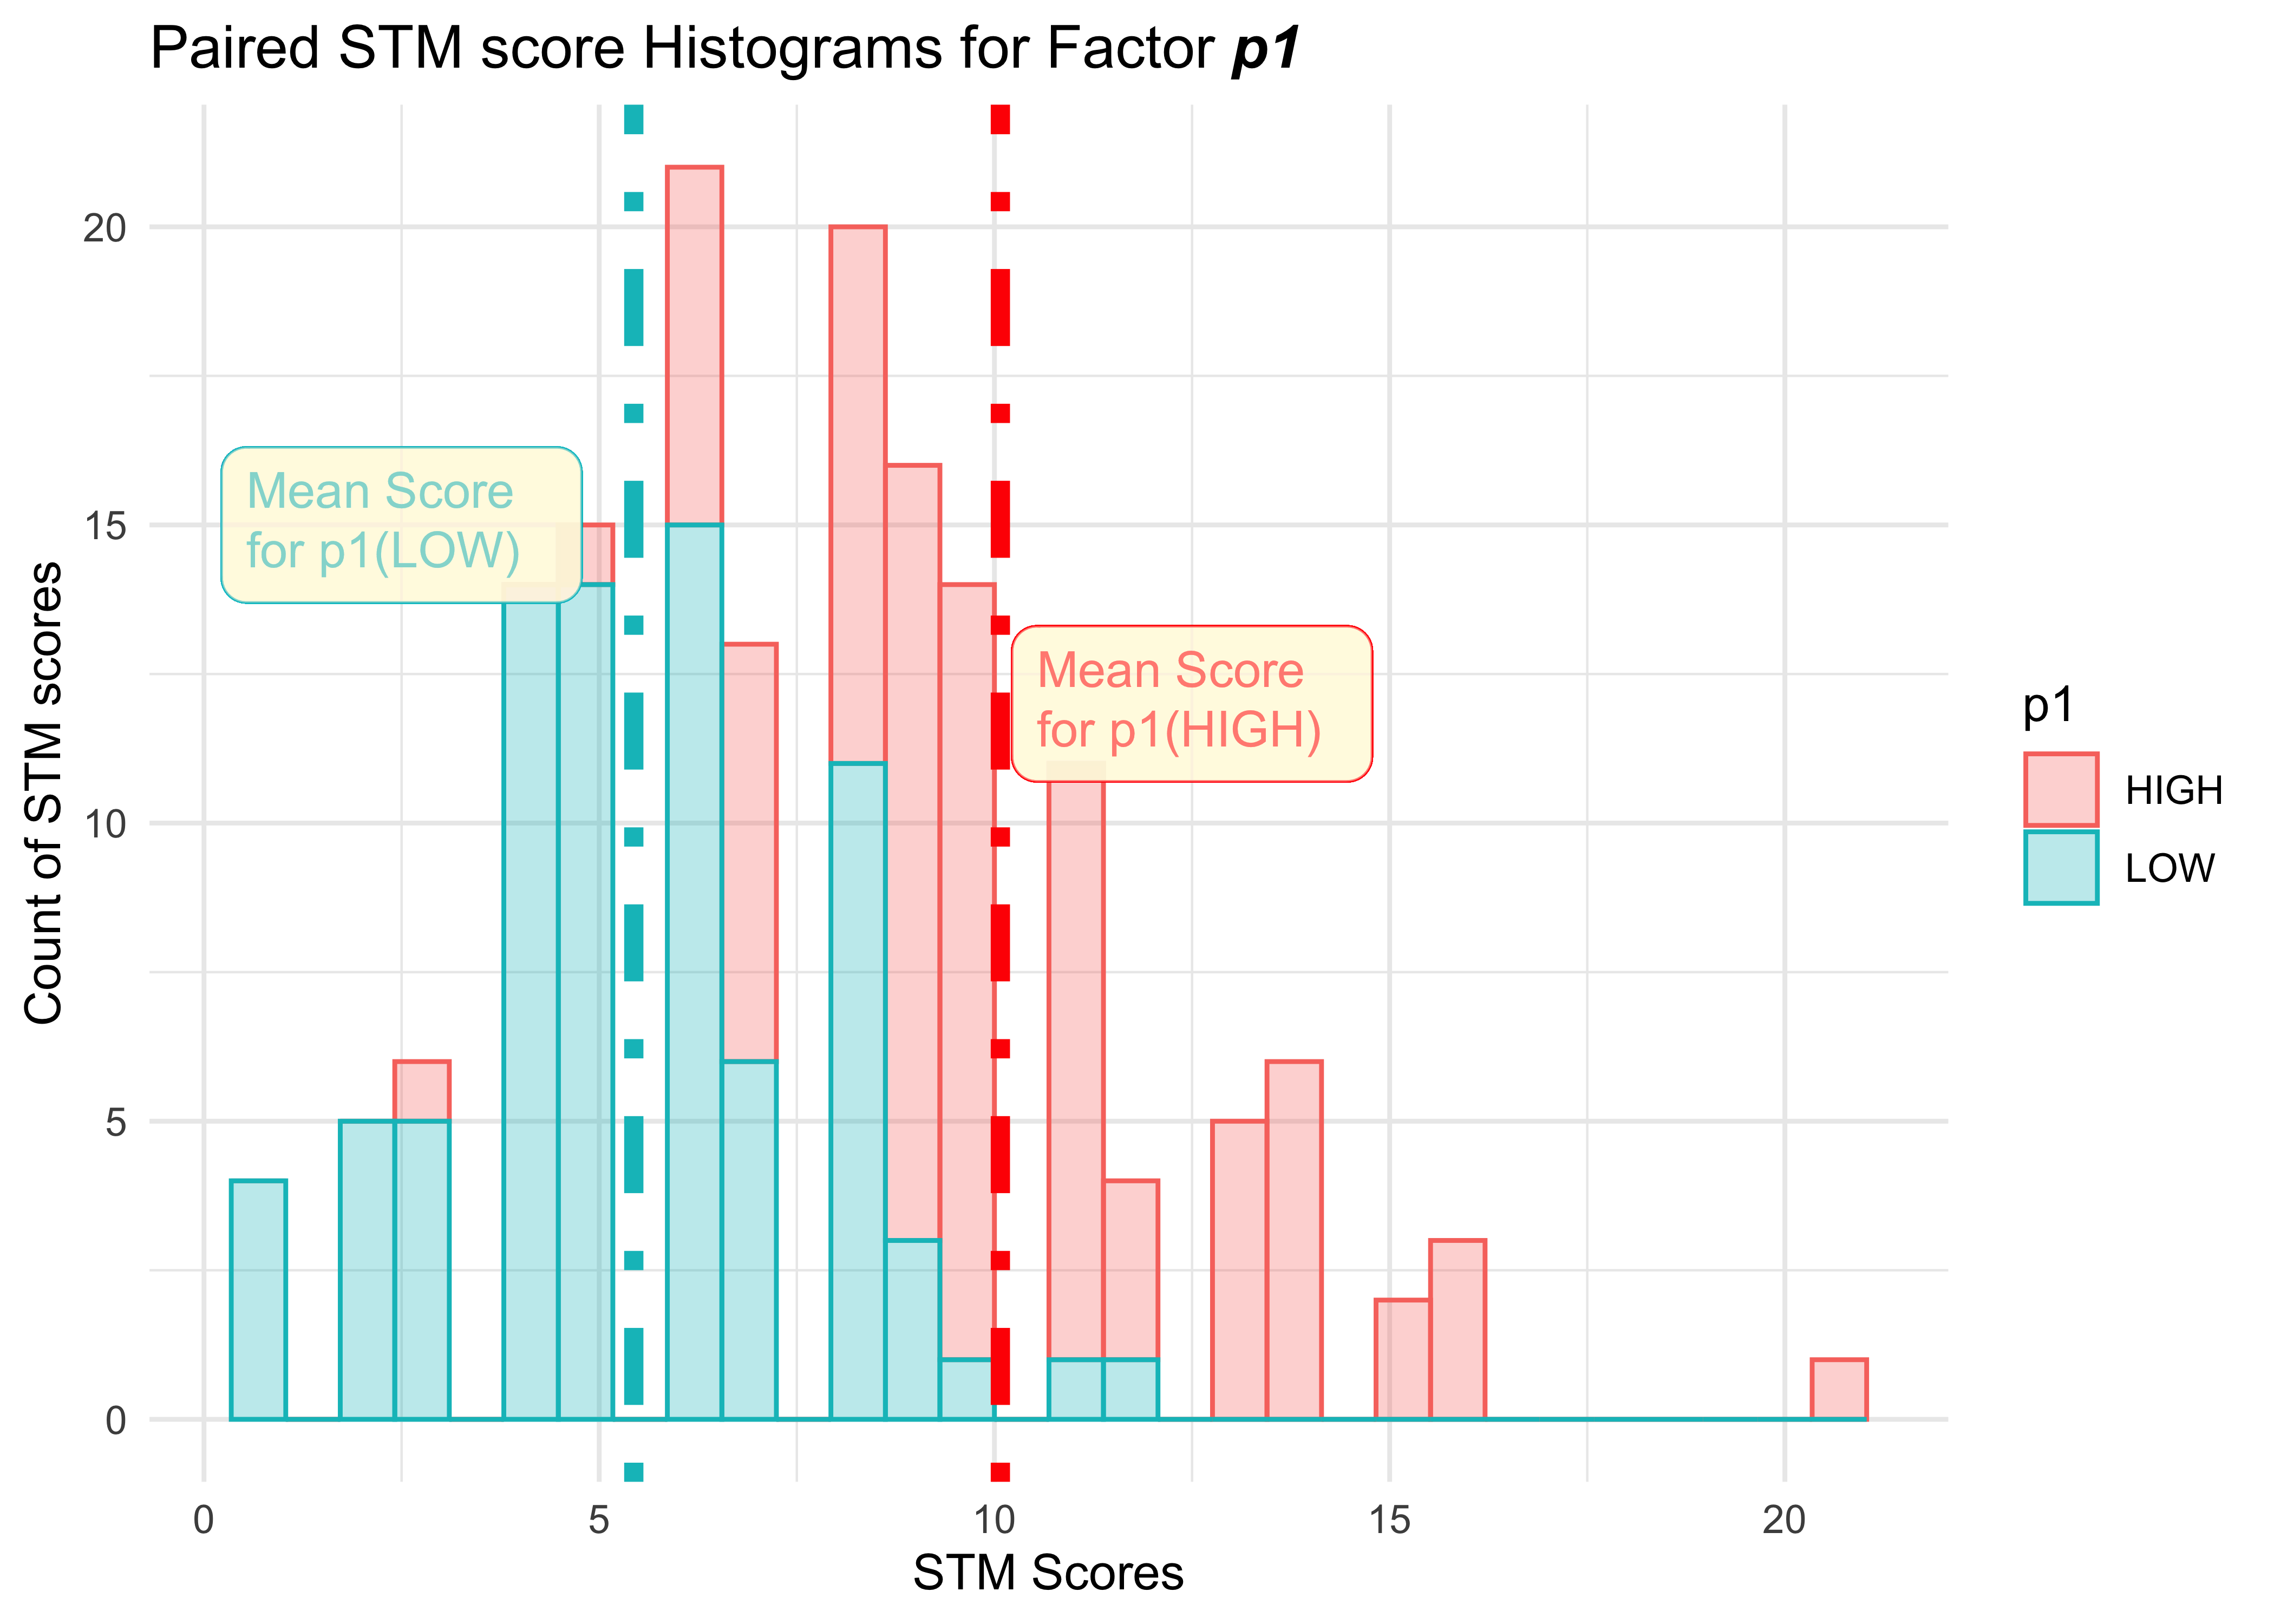 Paired STM score Histograms for Factor p1
20
15
10
5
0
Count of STM scores
Mean Score
for p1(LOW)
Mean Score
for p1(HIGH)
p1
HIGH
LOW
0 5 10 15 20
STM Scores